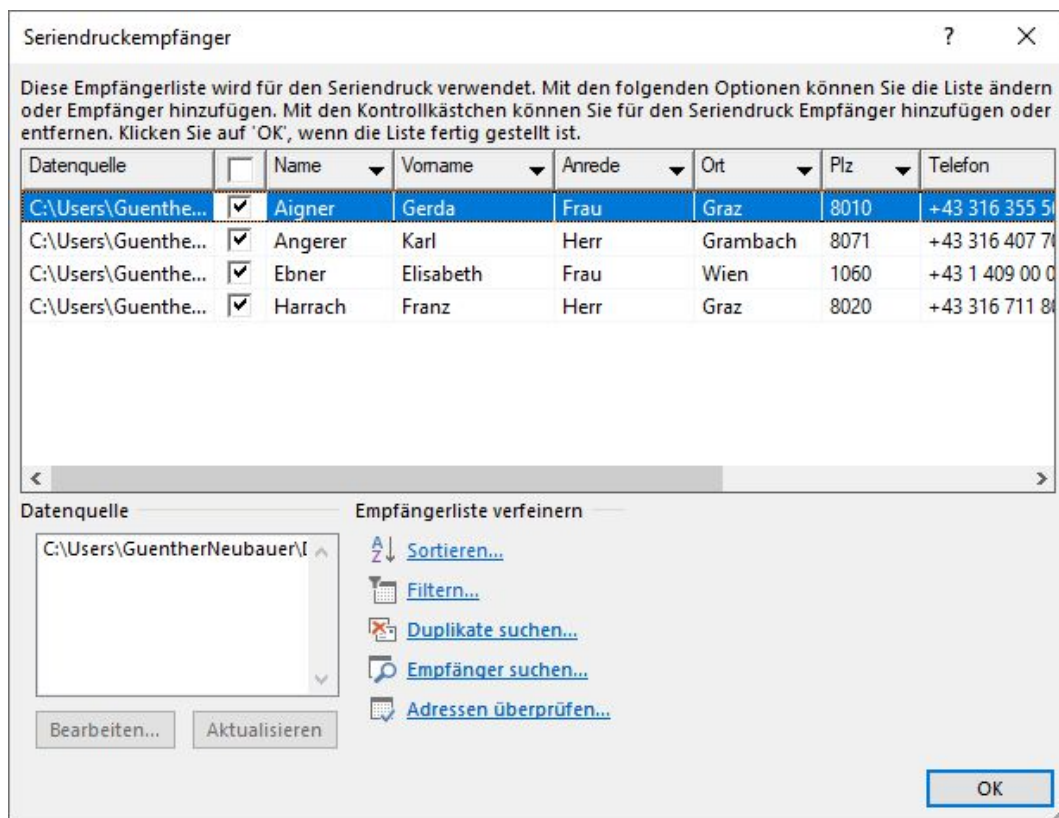 Seriendruckempfänger
Diese Empfängerliste wird für den Seriendruck verwendet. Mit den folgenden Optionen können Sie die Liste ändern
oder Empfänger hinzufügen. Mit den Kontrollkästchen können Sie für den Seriendruck Empfänger hinzufügen oder
entfernen. Klicken Sie auf 'OK', wenn die Liste fertig gestellt ist.
Datenquelle Name Vorname Anrede Ort Plz Telefon
C:\Users\Guenthe... Aigner Gerda Frau Graz 8010 +43 316 355
C:\Users\Guenthe... Angerer Karl Herr Grambach 8071 +43 316 407
C:\Users\Guenthe... Ebner Elisabeth Frau Wien 1060 +43 1 409 00
C:\Users\Guenthe... Harrach Franz Herr Graz 8020 +43 316 711
Datenquelle Empfängerliste verfeinern
C:\Users\GuentherNeubauer\
Sortieren...
Filtern...
Duplikate suchen...
Empfänger suchen...
Adressen überprüfen...
Bearbeiten... Aktualisieren
OK